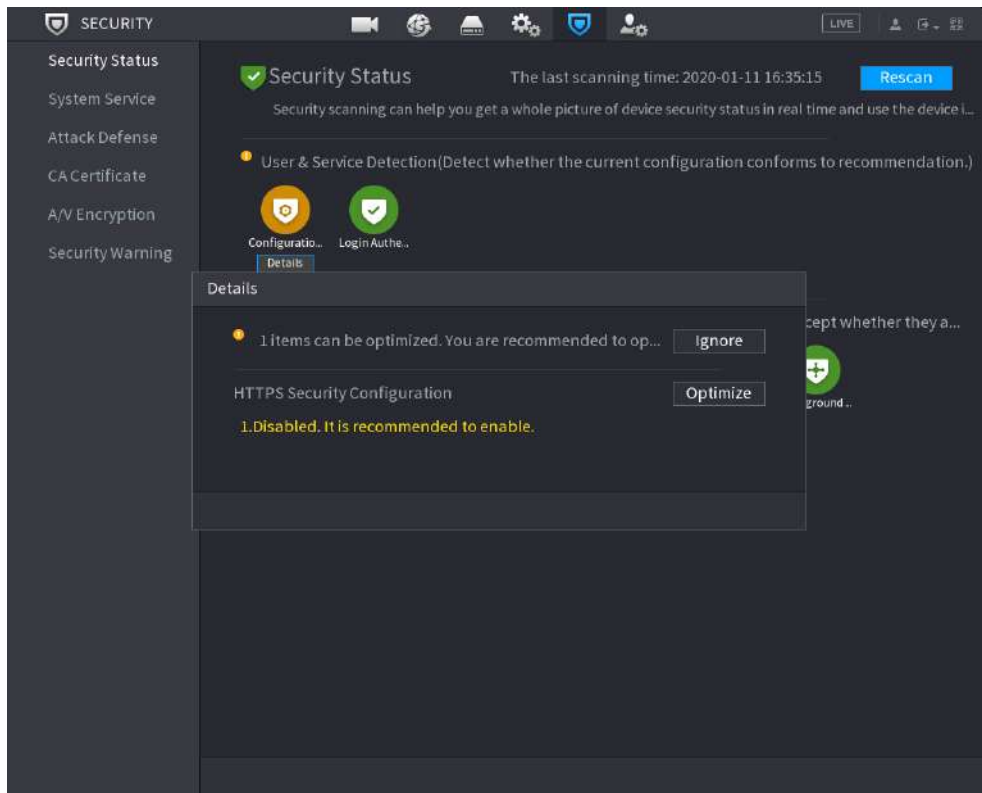 SECURITY
LIVE
Security Status
System Service
Attack Defense
CA Certificate
A/V Encryption
Security Warning
Security Status
The last scanning time: 2020-01-11 16:35:15
Rescan
Security scanning can help you get a whole picture of device security status in real time and use the device i...
User & Service Detection(Detect whether the current configuration conforms to recommendation.)
Configuratio...
Login Authe..
Details
Details
1 items can be optimized. You are recommended to op...
Ignore
HTTPS Security Configuration
Optimize
1.Disabled. It is recommended to enable.
cept whether they a...
ground ..